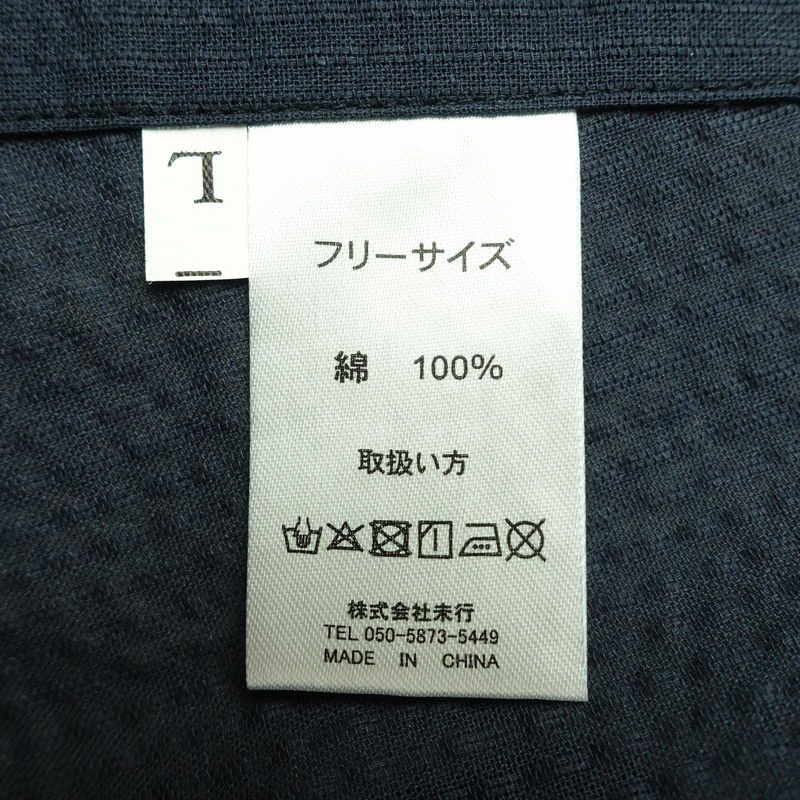 L
フリーサイズ
綿 100%
取扱い方
株式会社未行
TEL 050-5873-5449
MADE IN CHINA